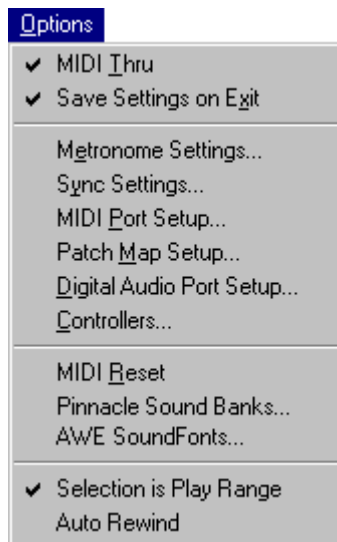 Options
MIDI Thru
Save Settings on Exit
Metronome Settings...
Sync Settings...
MIDI Port Setup...
Patch Map Setup...
Digital Audio Port Setup...
Controllers...
MIDI Reset
Pinnacle Sound Banks...
AWE SoundFonts...
Selection is Play Range
Auto Rewind